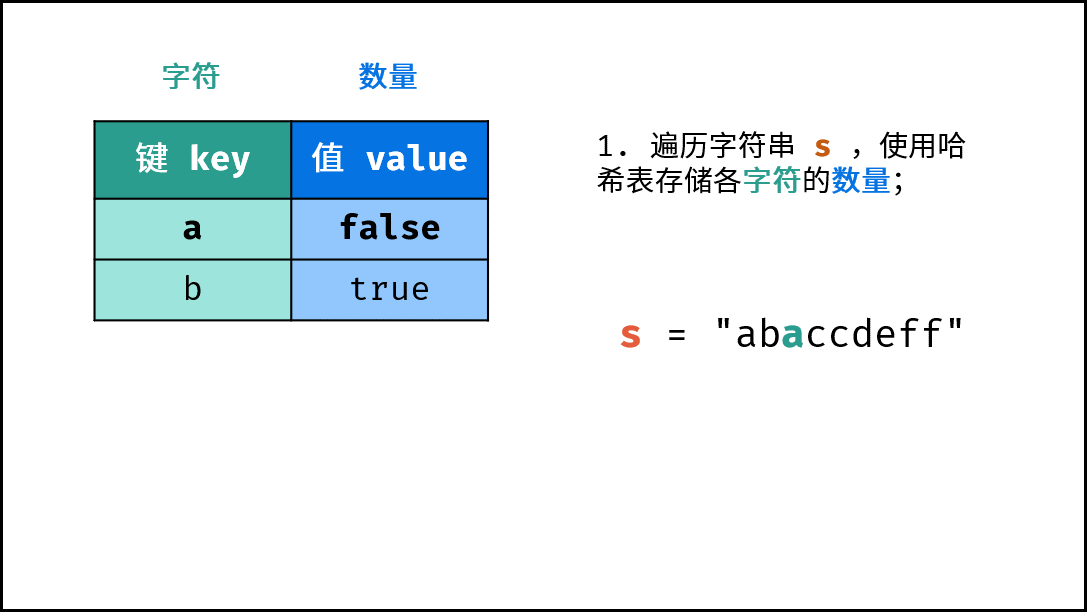 字符 数量
键 key 值 value
a false
b true
1. 遍历字符串 s ，使用哈
希表存储各字符的数量；
s = "abaccdeff"